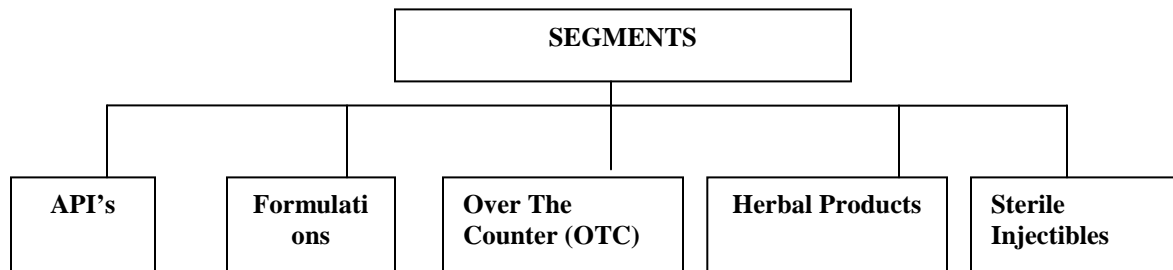 SEGMENTS
API’s
Formulati
ons
Over The
Counter (OTC)
Herbal Products
Sterile
Injectibles